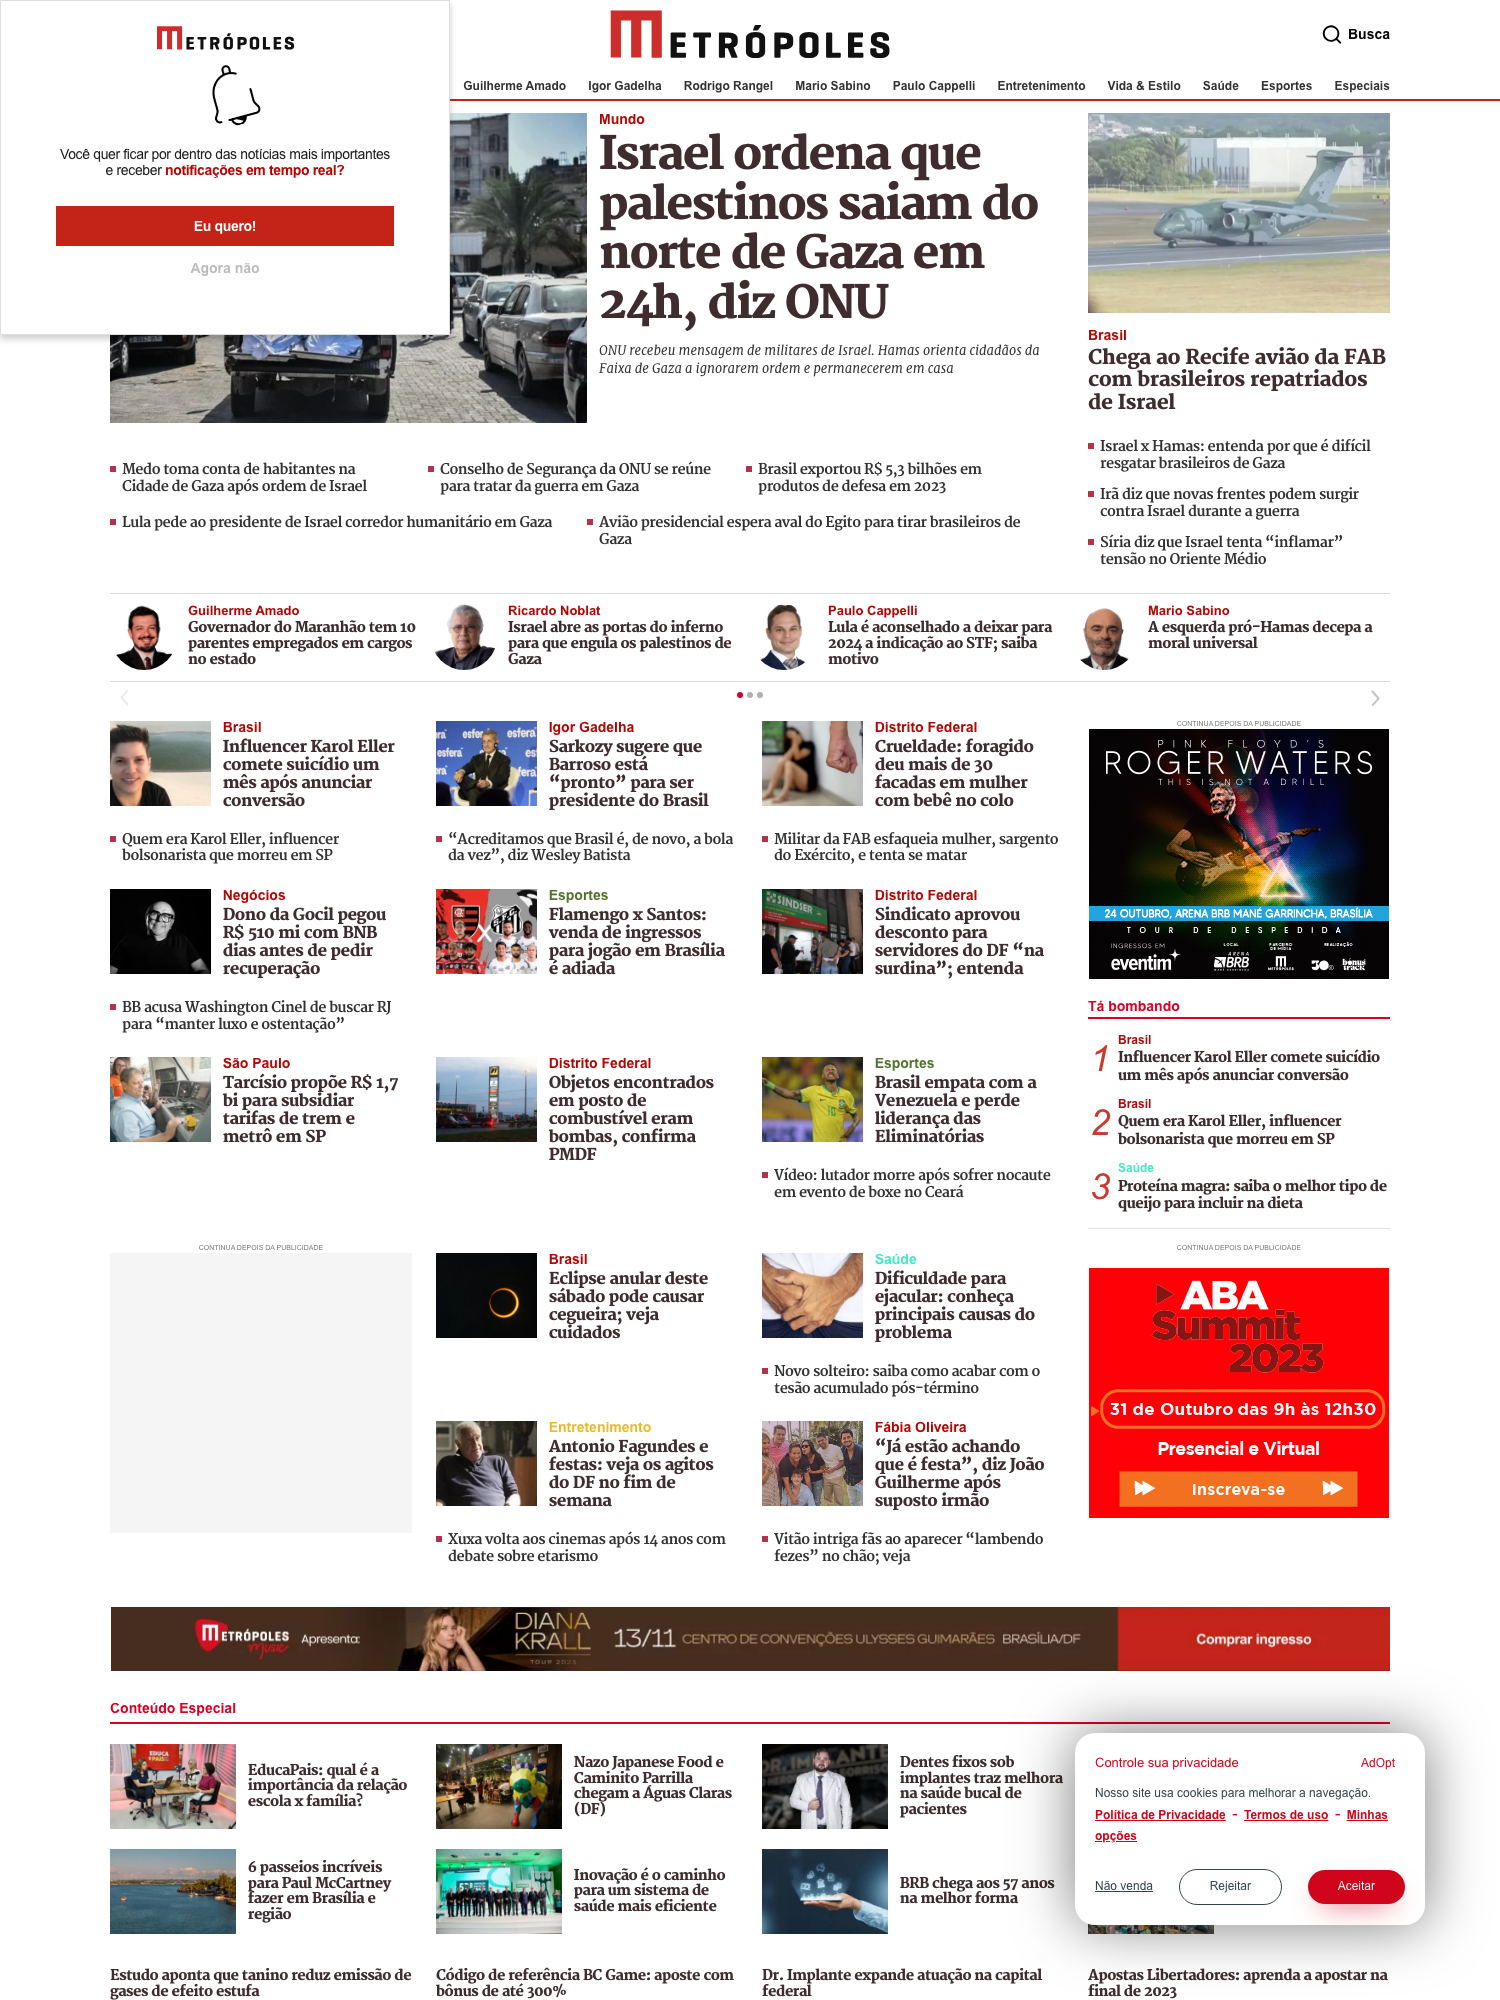 METRÓPOLES
Você quer ficar por dentro das notícias mais importantes
e receber notificações em tempo real?
Eu quero!
Agora não
METRÓPOLES
Busca
Guilherme Amado
Igor Gadelha
Rodrigo Rangel
Mario Sabino
Paulo Cappelli
Entretenimento
Vida & Estilo
Saúde
Esportes
Especiais
Mundo
Israel ordena que
palestinos saiam do
norte de Gaza em
24h, diz ONU
ONU recebeu mensagem de militares de Israel. Hamas orienta cidadãos da
Faixa de Gaza a ignorarem ordem e permanecerem em casa
Brasil
Chega ao Recife avião da FAB
com brasileiros repatriados
de Israel
Israel x Hamas: entenda por que é difícil
resgatar brasileiros de Gaza
Irã diz que novas frentes podem surgir
contra Israel durante a guerra
Síria diz que Israel tenta “inflamar”
tensão no Oriente Médio
Medo toma conta de habitantes na
Cidade de Gaza após ordem de Israel
Conselho de Segurança da ONU se reúne
para tratar da guerra em Gaza
Brasil exportou R$ 5,3 bilhões em
produtos de defesa em 2023
Lula pede ao presidente de Israel corredor humanitário em Gaza
Avião presidencial espera aval do Egito para tirar brasileiros de
Gaza
Guilherme Amado
Governador do Maranhão tem 10
parentes empregados em cargos
no estado
Ricardo Noblat
Israel abre as portas do inferno
para que engula os palestinos de
Gaza
Paulo Cappelli
Lula é aconselhado a deixar para
2024 a indicação ao STF; saiba
motivo
Mario Sabino
A esquerda pró-Hamas decepa a
moral universal
Brasil
Influencer Karol Eller
comete suicídio um
mês após anunciar
conversão
Quem era Karol Eller, influencer
bolsonarista que morreu em SP
Igor Gadelha
Sarkozy sugere que
Barroso está
“pronto” para ser
presidente do Brasil
“Acreditamos que Brasil é, de novo, a bola
da vez”, diz Wesley Batista
Distrito Federal
Crueldade: foragido
deu mais de 30
facadas em mulher
com bebê no colo
Militar da FAB esfaqueia mulher, sargento
do Exército, e tenta se matar
CONTINUA DEPOIS DA PUBLICIDADE
PINK FLOYD'S
ROGER WATERS
THIS IS NOT A DRILL
24 OUTUBRO, ARENA BRB MANÉ GARRINCHA, BRASÍLIA
TOUR DE DESPEDIDA
INGRESSOS EM
eventim
LOCAL
ARENA
BRB
PARCEIRO
DE MÍDIA
METRÓPOLES
REALIZAÇÃO
30e
bonus
track
Negócios
Dono da Gocil pegou
R$ 510 mi com BNB
dias antes de pedir
recuperação
BB acusa Washington Cinel de buscar RJ
para “manter luxo e ostentação”
Esportes
Flamengo x Santos:
venda de ingressos
para jogão em Brasília
é adiada
SINDSER
Distrito Federal
Sindicato aprovou
desconto para
servidores do DF “na
surdina”; entenda
Tá bombando
1
Brasil
Influencer Karol Eller comete suicídio
um mês após anunciar conversão
2
Brasil
Quem era Karol Eller, influencer
bolsonarista que morreu em SP
3
Saúde
Proteína magra: saiba o melhor tipo de
queijo para incluir na dieta
São Paulo
Tarcísio propõe R$ 1,7
bi para subsidiar
tarifas de trem e
metrô em SP
Distrito Federal
Objetos encontrados
em posto de
combustível eram
bombas, confirma
PMDF
Esportes
Brasil empata com a
Venezuela e perde
liderança das
Eliminatórias
Vídeo: lutador morre após sofrer nocaute
em evento de boxe no Ceará
CONTINUA DEPOIS DA PUBLICIDADE
Brasil
Eclipse anular deste
sábado pode causar
cegueira; veja
cuidados
Saúde
Dificuldade para
ejacular: conheça
principais causas do
problema
Novo solteiro: saiba como acabar com o
tesão acumulado pós-término
CONTINUA DEPOIS DA PUBLICIDADE
ABA
Summit
2023
31 de Outubro das 9h às 12h30
Presencial e Virtual
Inscreva-se
Entretenimento
Antonio Fagundes e
festas: veja os agitos
do DF no fim de
semana
Xuxa volta aos cinemas após 14 anos com
debate sobre etarismo
Fábia Oliveira
“Já estão achando
que é festa”, diz João
Guilherme após
suposto irmão
Vitão intriga fãs ao aparecer “lambendo
fezes” no chão; veja
METRÓPOLES
music
Apresenta:
DIANA
KRALL
TOUR 2023
13/11 CENTRO DE CONVENÇÕES ULYSSES GUIMARÃES BRASÍLIA/DF
Comprar ingresso
Conteúdo Especial
EducaPais: qual é a
importância da relação
escola x família?
Nazo Japanese Food e
Caminito Parrilla
chegam a Águas Claras
(DF)
Dentes fixos sob
implantes traz melhora
na saúde bucal de
pacientes
6 passeios incríveis
para Paul McCartney
fazer em Brasília e
região
Inovação é o caminho
para um sistema de
saúde mais eficiente
BRB chega aos 57 anos
na melhor forma
Controle sua privacidade
AdOpt
Nosso site usa cookies para melhorar a navegação.
Política de Privacidade - Termos de uso - Minhas
opções
Não venda
Rejeitar
Aceitar
Estudo aponta que tanino reduz emissão de
gases de efeito estufa
Código de referência BC Game: aposte com
bônus de até 300%
Dr. Implante expande atuação na capital
federal
Apostas Libertadores: aprenda a apostar na
final de 2023